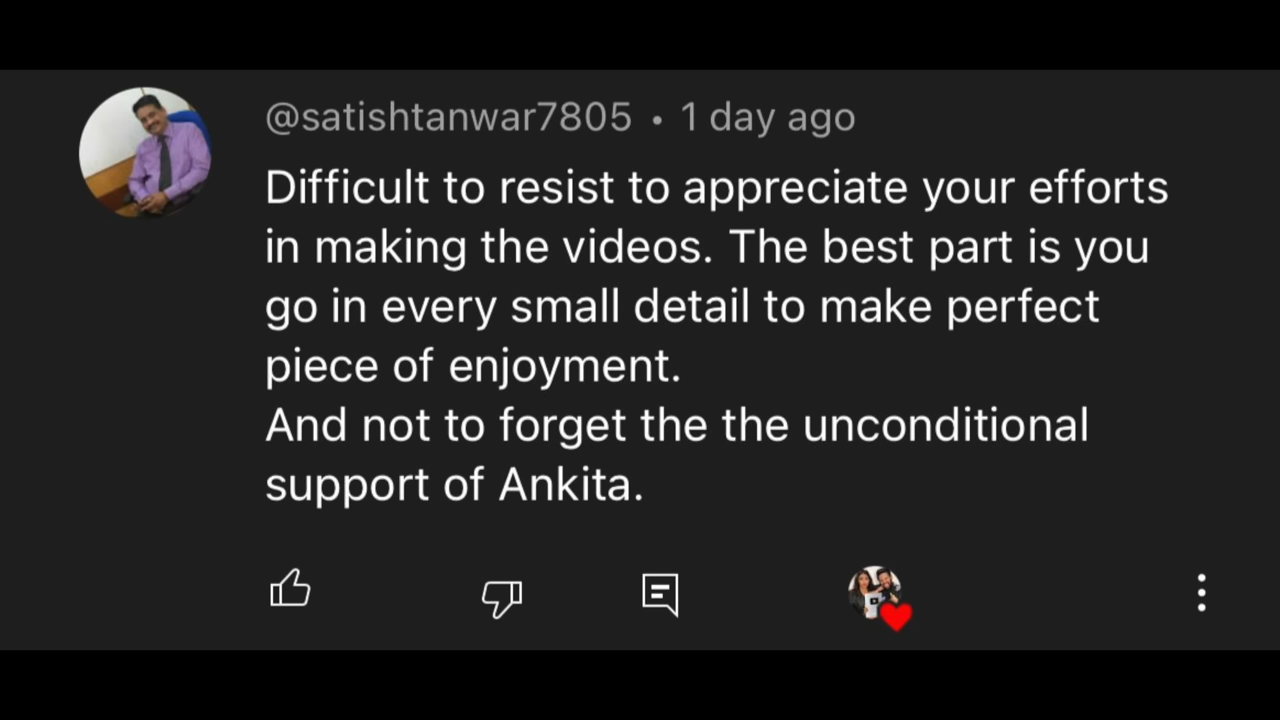 @satishtanwar7805 • 1 day ago
Difficult to resist to appreciate your efforts
in making the videos. The best part is you
go in every small detail to make perfect
piece of enjoyment.
And not to forget the the unconditional
support of Ankita.